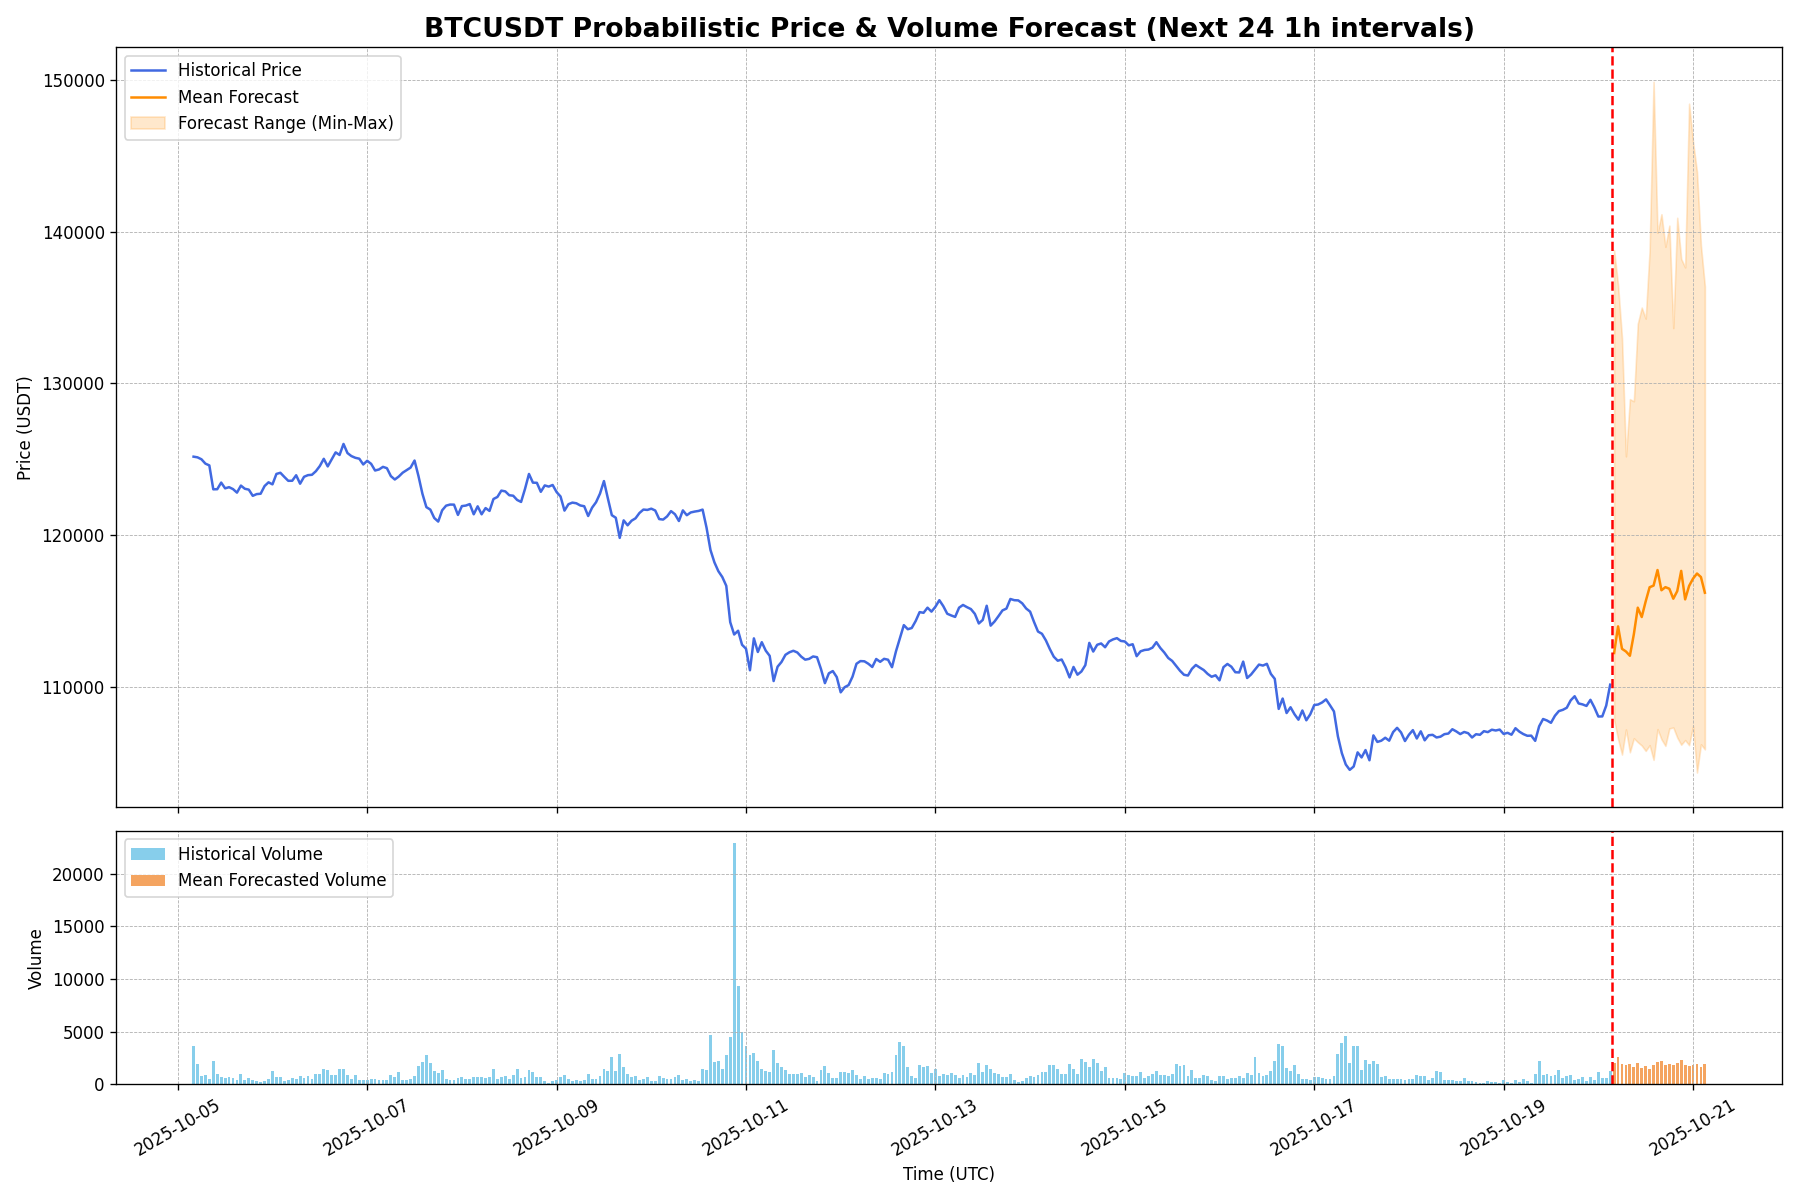 BTCUSDT Probabilistic Price & Volume Forecast (Next 24 1h intervals)
Historical Price
Mean Forecast
Forecast Range (Min-Max)
150000
140000
130000
120000
110000
Price (USDT)
Historical Volume
Mean Forecasted Volume
20000
15000
10000
5000
0
Volume
2025-10-05
2025-10-07
2025-10-09
2025-10-11
2025-10-13
2025-10-15
2025-10-17
2025-10-19
2025-10-21
Time (UTC)